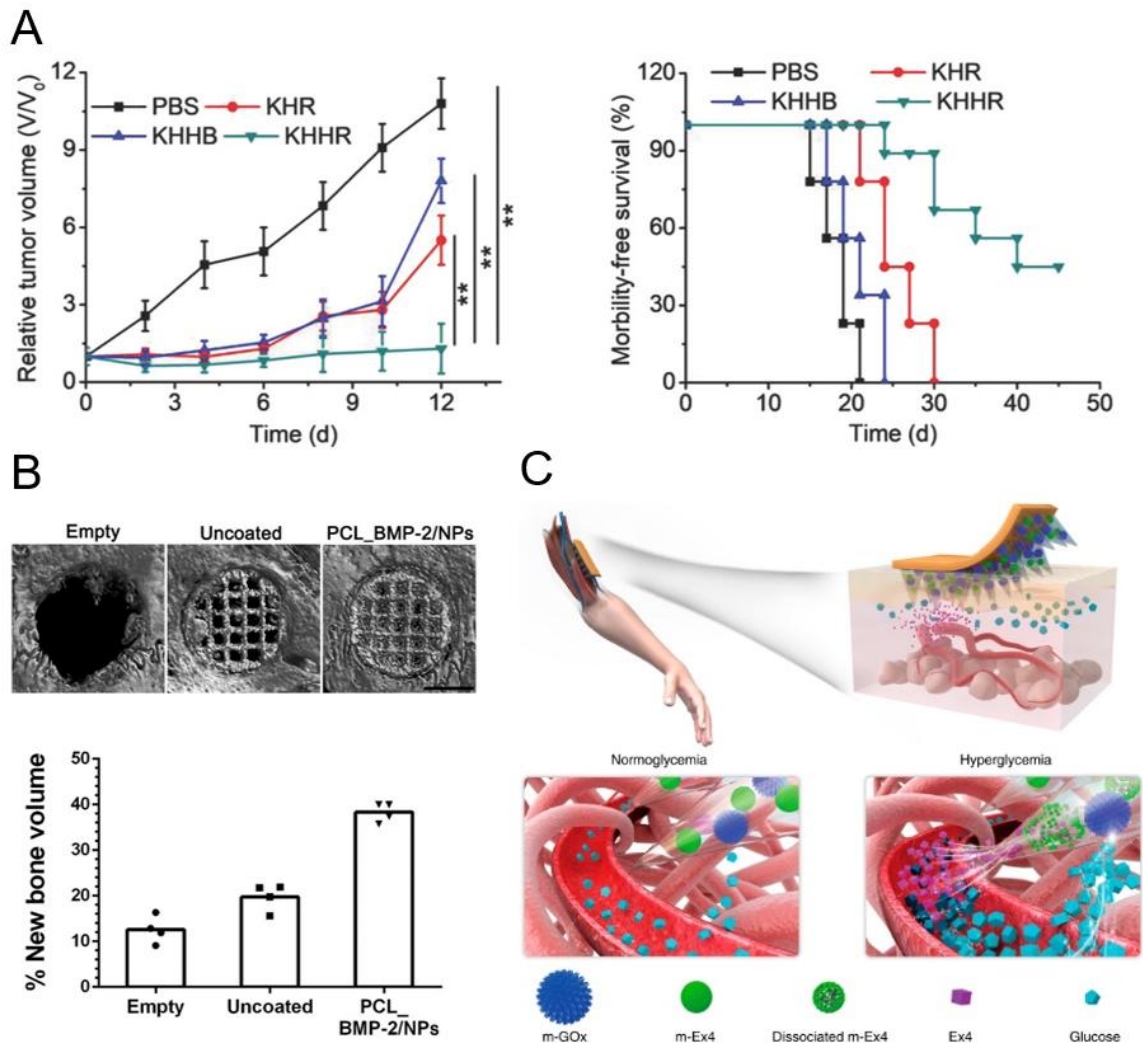 A
Relative tumor volume (V/V₀)
12
9
6
3
0
PBS KHR
KHHB KHHR
**
**
**
0 3 6 9 12
Time (d)
Morbility-free survival (%)
120
90
60
30
0
PBS KHR
KHHB KHHR
0 10 20 30 40 50
Time (d)
B
Empty Uncoated PCL_BMP-2/NPs
% New bone volume
50
40
30
20
10
0
Empty Uncoated PCL_
BMP-2/NPs
C
Normoglycemia Hyperglycemia
m-GOx m-Ex4 Dissociated m-Ex4 Ex4 Glucose